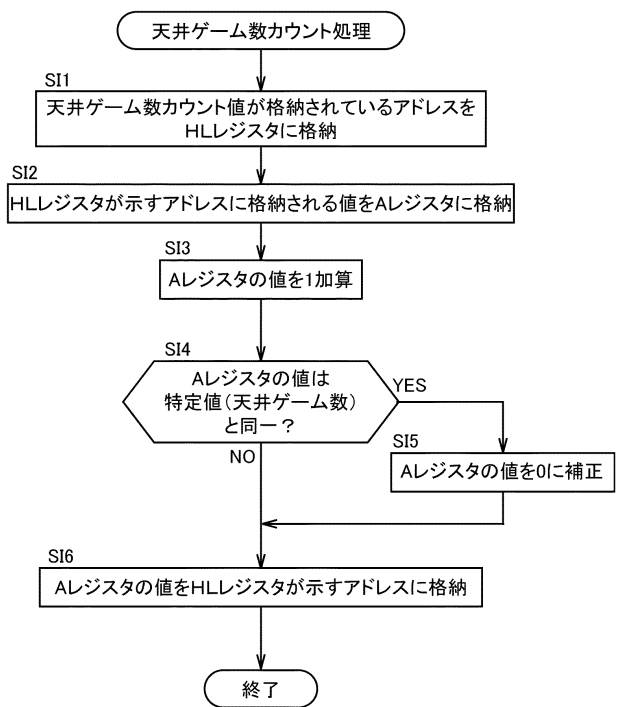 天井ゲーム数カウント処理
SI1
天井ゲーム数カウント値が格納されているアドレスを
HLレジスタに格納
SI2
HLレジスタが示すアドレスに格納される値をAレジスタに格納
SI3
Aレジスタの値を1加算
SI4
Aレジスタの値は
特定値(天井ゲーム数)
と同一?
YES
NO
SI5
Aレジスタの値を0に補正
SI6
Aレジスタの値をHLレジスタが示すアドレスに格納
終了